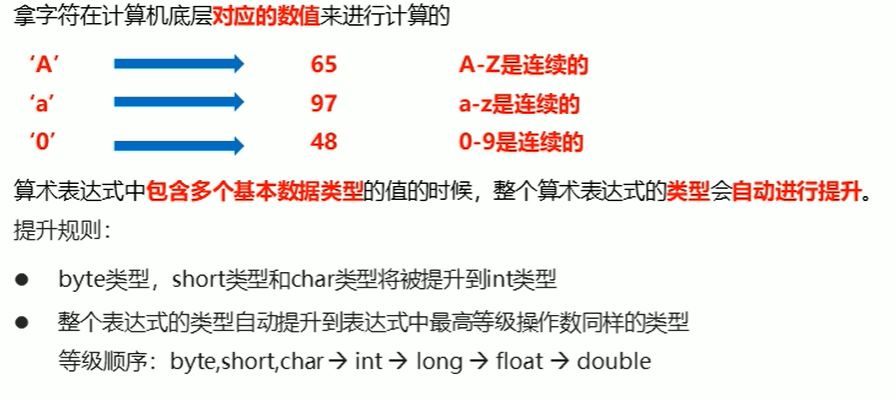 拿字符在计算机底层对应的数值来进行计算的
‘A’ 65 A-Z是连续的
‘a’ 97 a-z是连续的
‘0’ 48 0-9是连续的
算术表达式中包含多个基本数据类型的值的时候，整个算术表达式的类型会自动进行提升。
提升规则：
● byte类型，short类型和char类型将被提升到int类型
● 整个表达式的类型自动提升到表达式中最高等级操作数同样的类型
等级顺序：byte,short,char → int → long → float → double